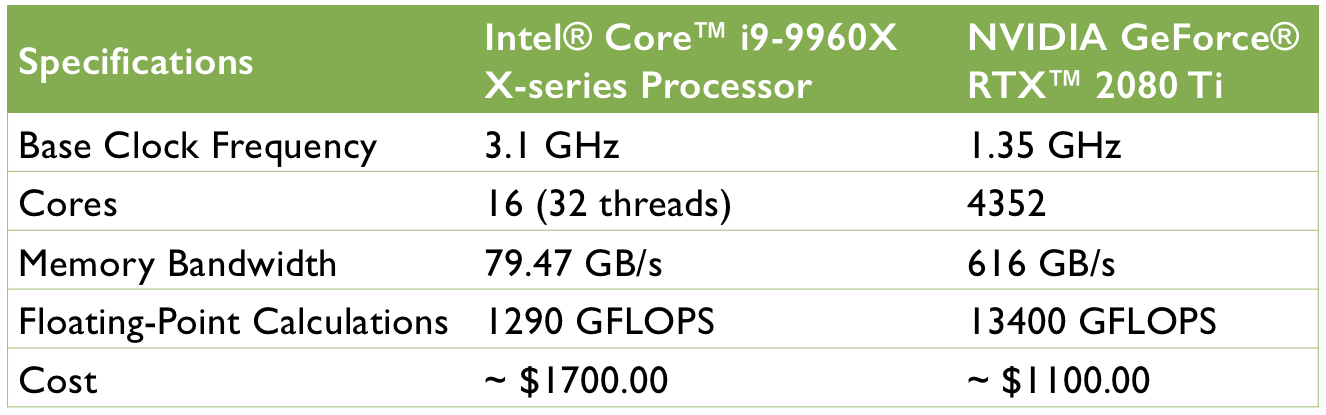 Specifications
Intel® Core™ i9-9960X
X-series Processor
NVIDIA GeForce®
RTX™ 2080 Ti
Base Clock Frequency 3.1 GHz 1.35 GHz
Cores 16 (32 threads) 4352
Memory Bandwidth 79.47 GB/s 616 GB/s
Floating-Point Calculations 1290 GFLOPS 13400 GFLOPS
Cost ~ $1700.00 ~ $1100.00